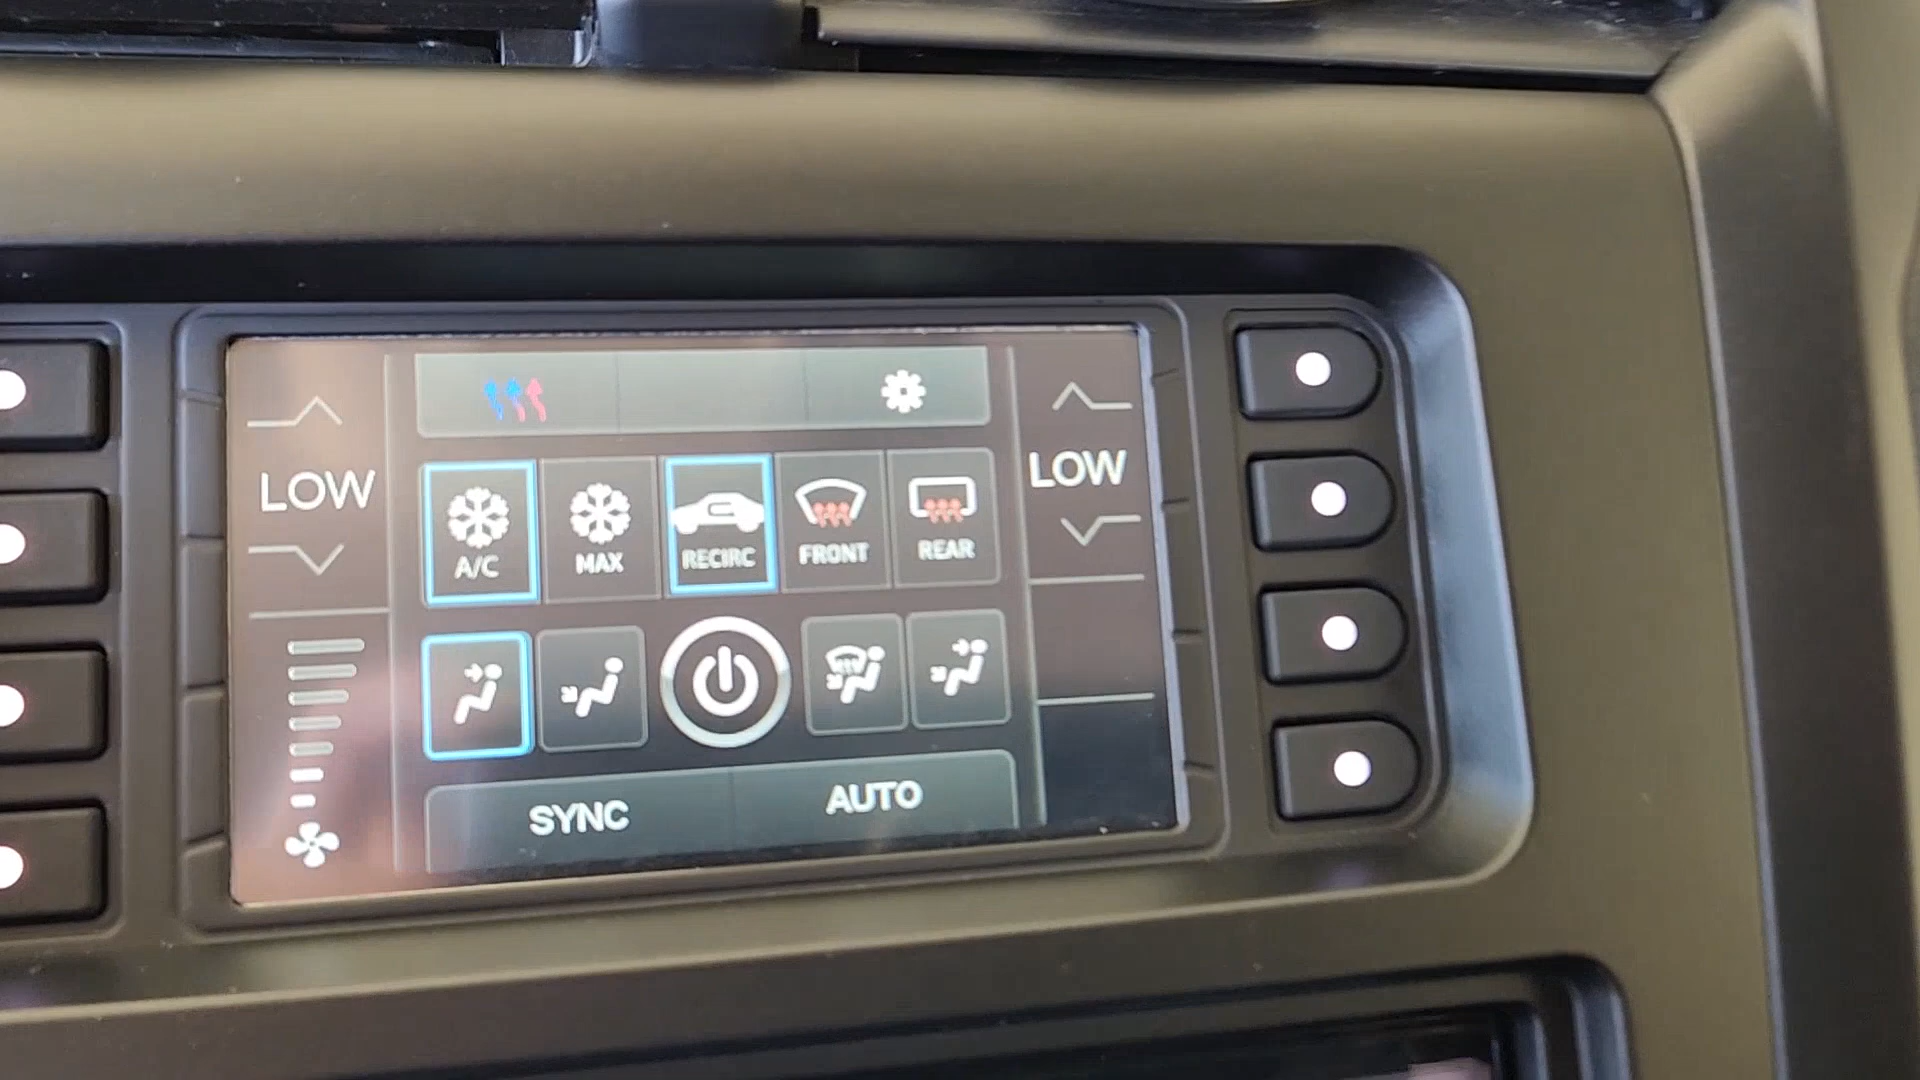 LOW
LOW
A/C
MAX
RECIRC
FRONT
REAR
SYNC
AUTO